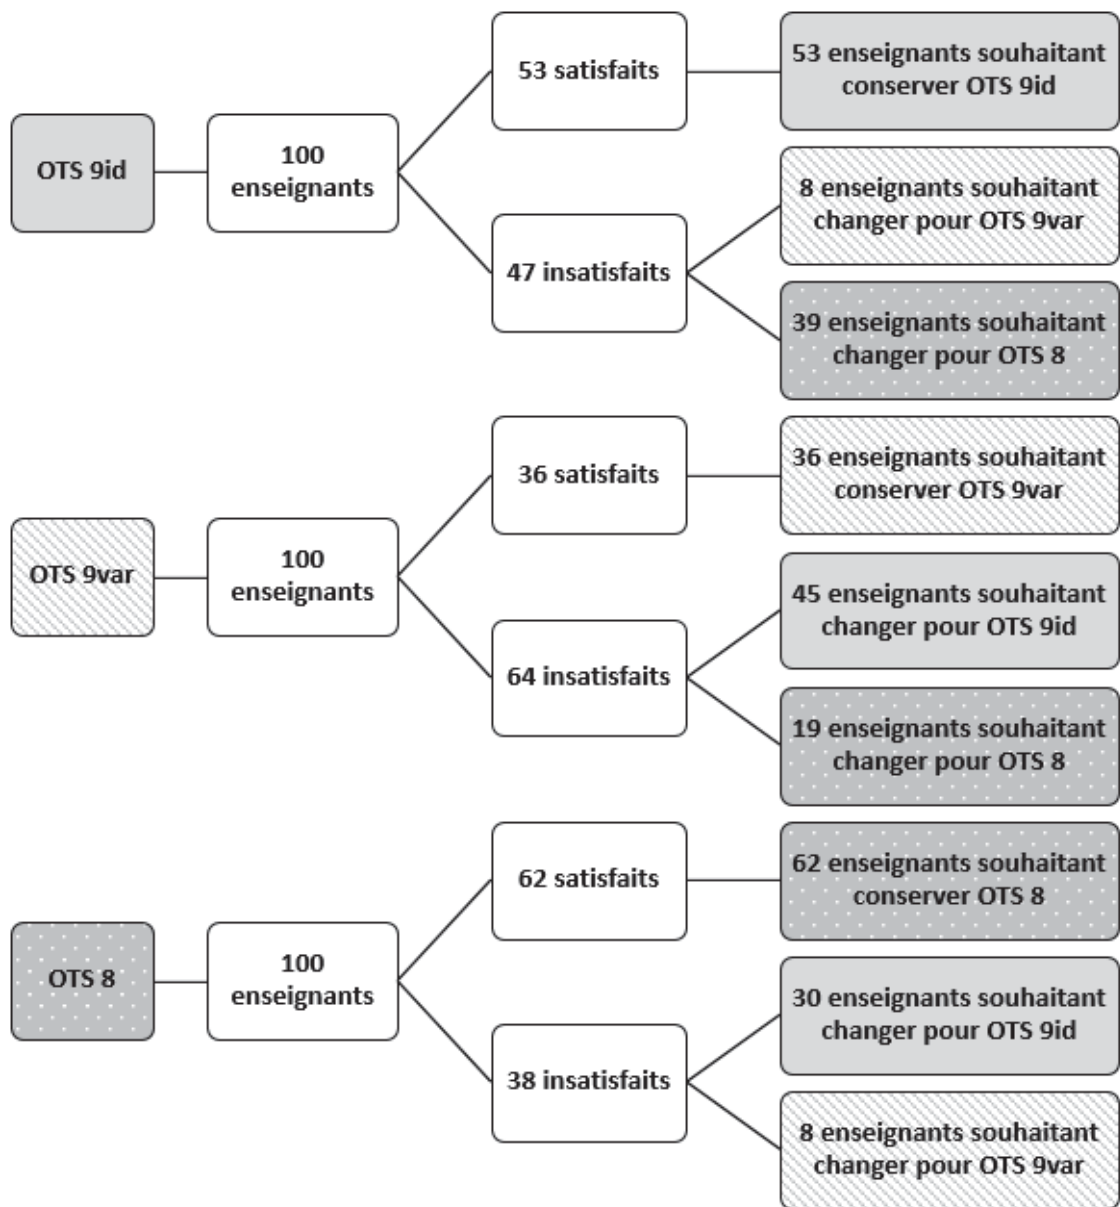 OTS 9id
100
enseignants
53 satisfaits
53 enseignants souhaitant
conserver OTS 9id
47 insatisfaits
8 enseignants souhaitant
changer pour OTS 9var
39 enseignants souhaitant
changer pour OTS 8
OTS 9var
100
enseignants
36 satisfaits
36 enseignants souhaitant
conserver OTS 9var
64 insatisfaits
45 enseignants souhaitant
changer pour OTS 9id
19 enseignants souhaitant
changer pour OTS 8
OTS 8
100
enseignants
62 satisfaits
62 enseignants souhaitant
conserver OTS 8
38 insatisfaits
30 enseignants souhaitant
changer pour OTS 9id
8 enseignants souhaitant
changer pour OTS 9var